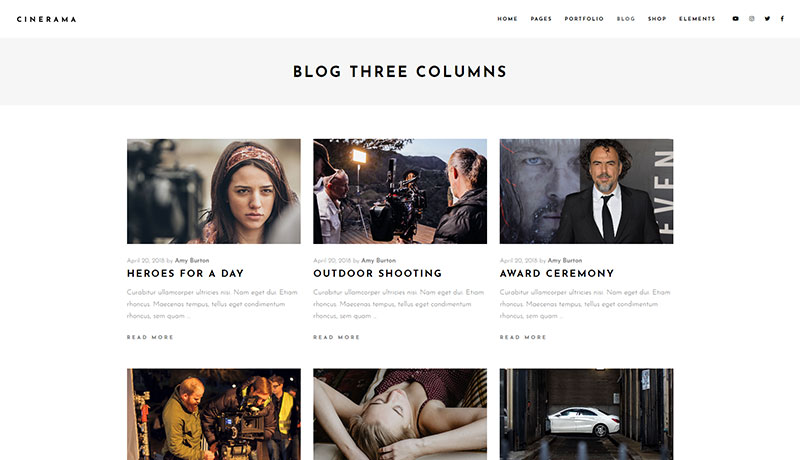 CINERAMA
HOME PAGES PORTFOLIO BLOG SHOP ELEMENTS
BLOG THREE COLUMNS
EVEN
April 20, 2018 by Amy Burton
HEROES FOR A DAY
Curabitur ullamcorper ultricies nisi. Nam eget dui. Etiam
rhoncus. Maecenas tempus, tellus eget condimentum
rhoncus, sem quam ...
READ MORE
April 20, 2018 by Amy Burton
OUTDOOR SHOOTING
Curabitur ullamcorper ultricies nisi. Nam eget dui. Etiam
rhoncus. Maecenas tempus, tellus eget condimentum
rhoncus, sem quam ...
READ MORE
April 20, 2018 by Amy Burton
AWARD CEREMONY
Curabitur ullamcorper ultricies nisi. Nam eget dui. Etiam
rhoncus. Maecenas tempus, tellus eget condimentum
rhoncus, sem quam ...
READ MORE